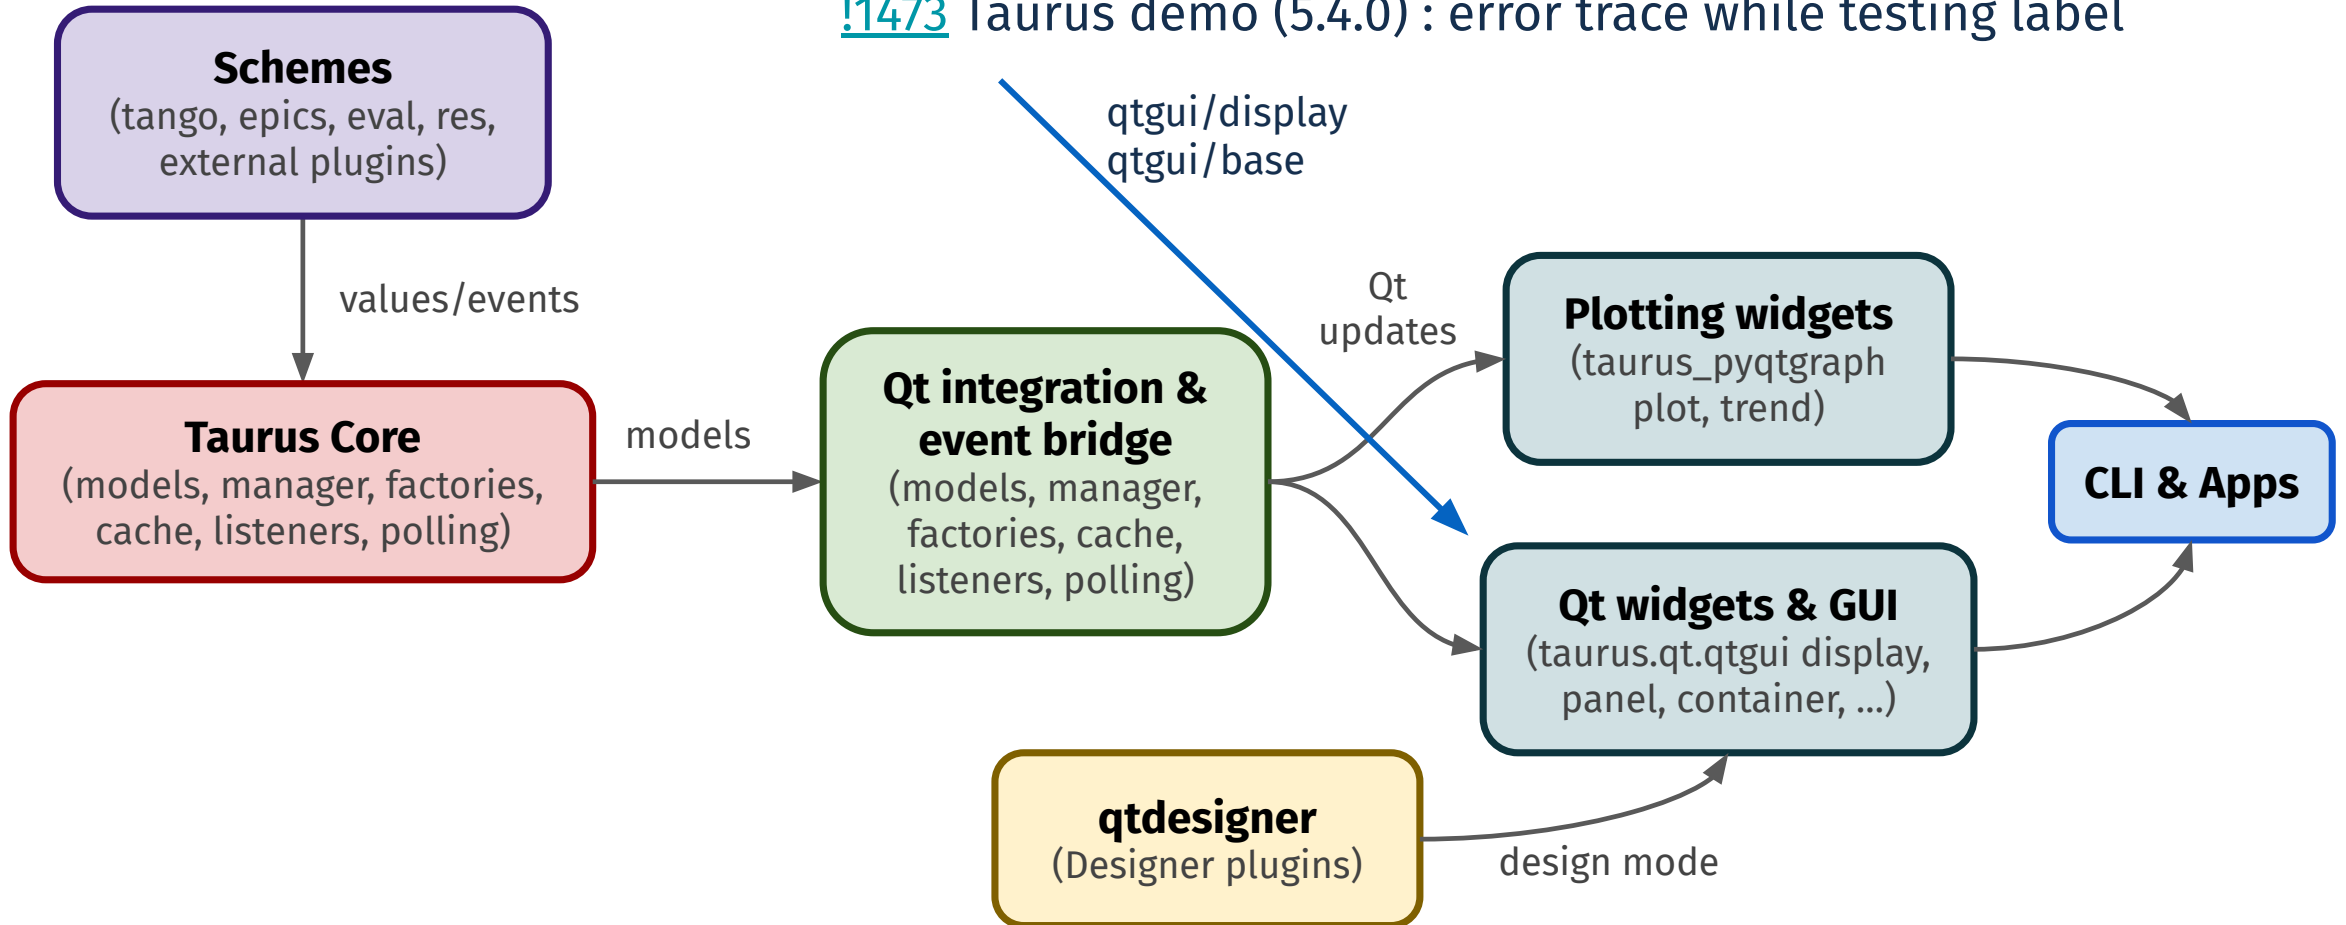 !1473 Taurus demo (5.4.0) : error trace while testing label
Schemes
(tango, epics, eval, res,
external plugins)
qtgui/display
qtgui/base
values/events
Qt
updates
Plotting widgets
(taurus_pyqtgraph
plot, trend)
Taurus Core
(models, manager, factories,
cache, listeners, polling)
models
Qt integration &
event bridge
(models, manager,
factories, cache,
listeners, polling)
CLI & Apps
Qt widgets & GUI
(taurus.qt.qtgui display,
panel, container, ...)
qtdesigner
(Designer plugins)
design mode